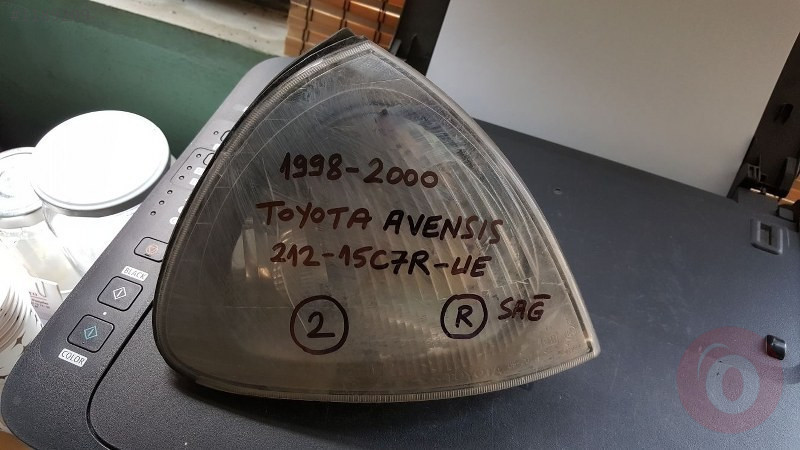 1998-2000
TOYOTA AVENSIS
212-15C7R-UE
2
R SAĞ
BLACK
COLOR